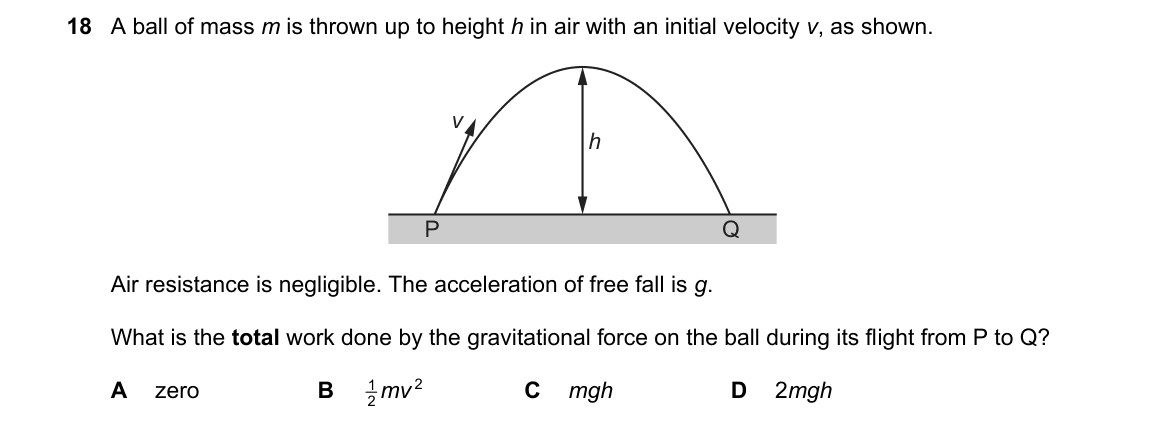 18 A ball of mass m is thrown up to height h in air with an initial velocity v, as shown.
v
h
P
Q
Air resistance is negligible. The acceleration of free fall is g.
What is the total work done by the gravitational force on the ball during its flight from P to Q?
A zero B ½mv² C mgh D 2mgh